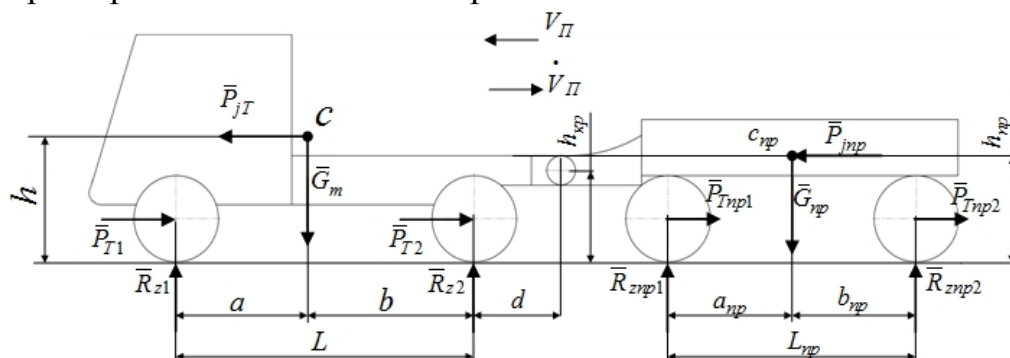 V_П
V̇_П
P̄_jT
c
h_кр
c_пр
P̄_jпр
h_пр
h
Ḡ_m
Ḡ_пр
P̄_T1
P̄_T2
P̄_Tпр1
P̄_Tпр2
R̄_z1
R̄_z2
R̄_zпр1
R̄_zпр2
a
b
d
a_пр
b_пр
L
L_пр